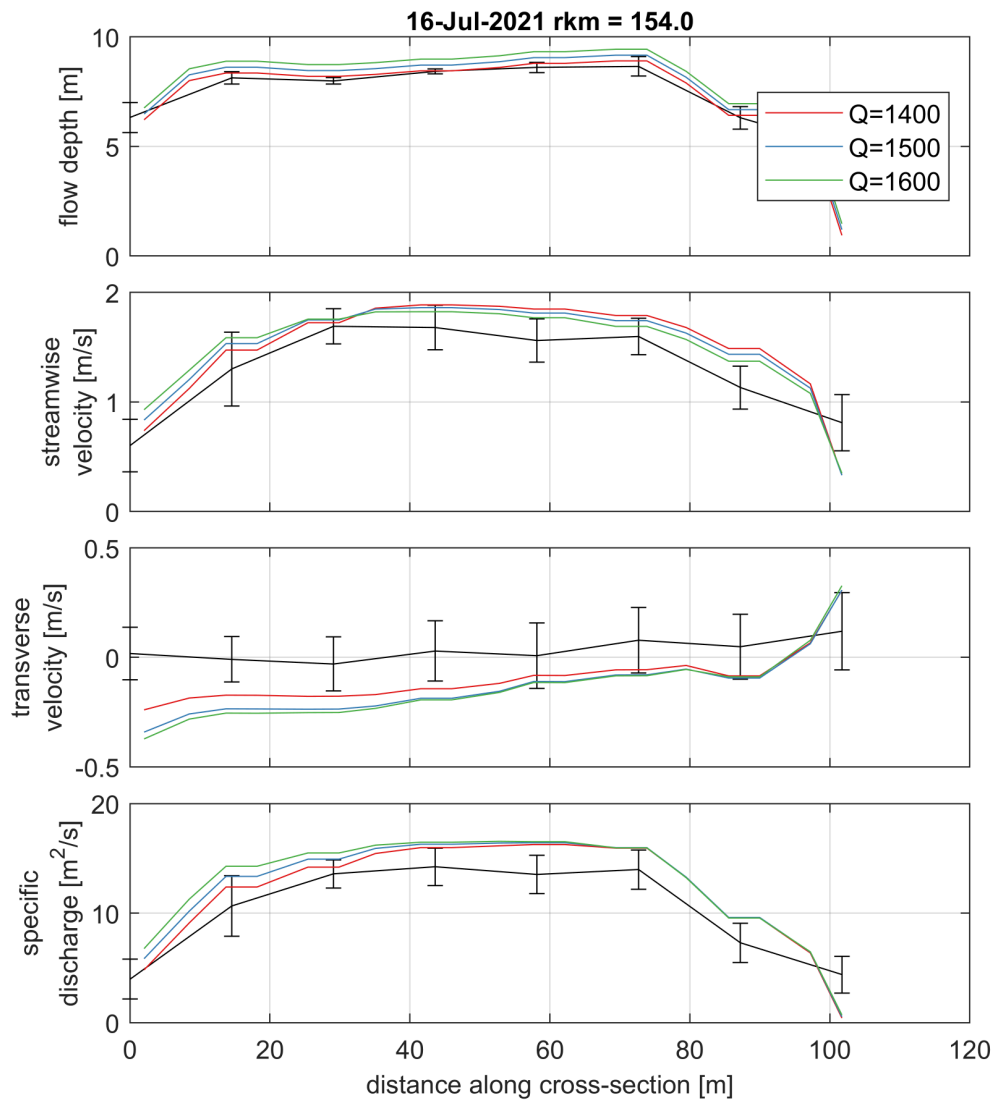 16-Jul-2021 rkm = 154.0
10
5
0
flow depth [m]
Q=1400
Q=1500
Q=1600
2
1
0
streamwise
velocity [m/s]
0.5
0
-0.5
transverse
velocity [m/s]
20
10
0
specific
discharge [m²/s]
0 20 40 60 80 100 120
distance along cross-section [m]